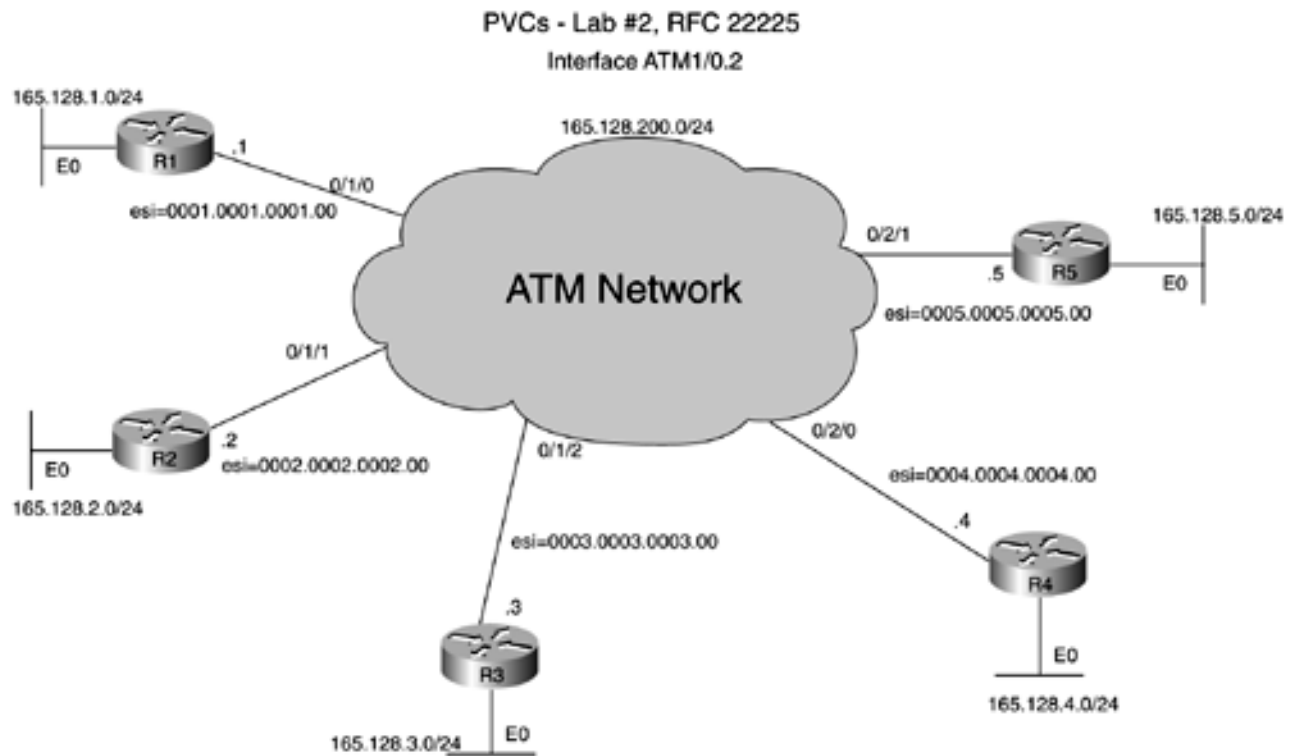 PVCs - Lab #2, RFC 22225
Interface ATM1/0.2
165.128.1.0/24
E0
R1
.1
0/1/0
esi=0001.0001.0001.00
165.128.200.0/24
ATM Network
0/2/1
.5
R5
165.128.5.0/24
E0
esi=0005.0005.0005.00
0/1/1
.2
R2
E0
esi=0002.0002.0002.00
165.128.2.0/24
0/1/2
esi=0003.0003.0003.00
.3
R3
E0
165.128.3.0/24
0/2/0
esi=0004.0004.0004.00
.4
R4
E0
165.128.4.0/24